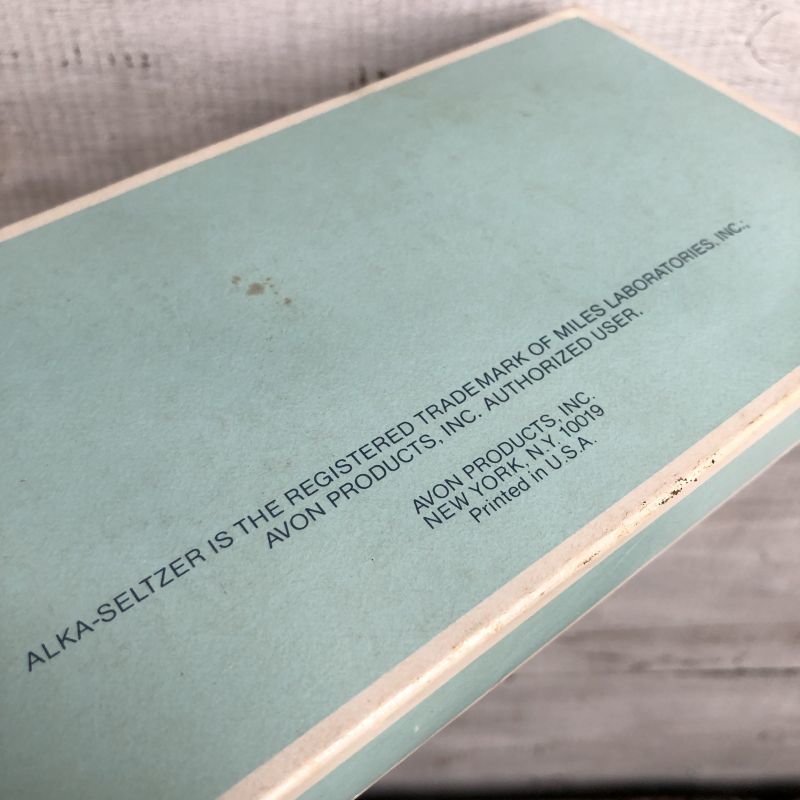 ALKA-SELTZER IS THE REGISTERED TRADEMARK OF MILES LABORATORIES, INC.;
AVON PRODUCTS, INC. AUTHORIZED USER.
AVON PRODUCTS, INC.
NEW YORK, N.Y. 10019
Printed in U.S.A.